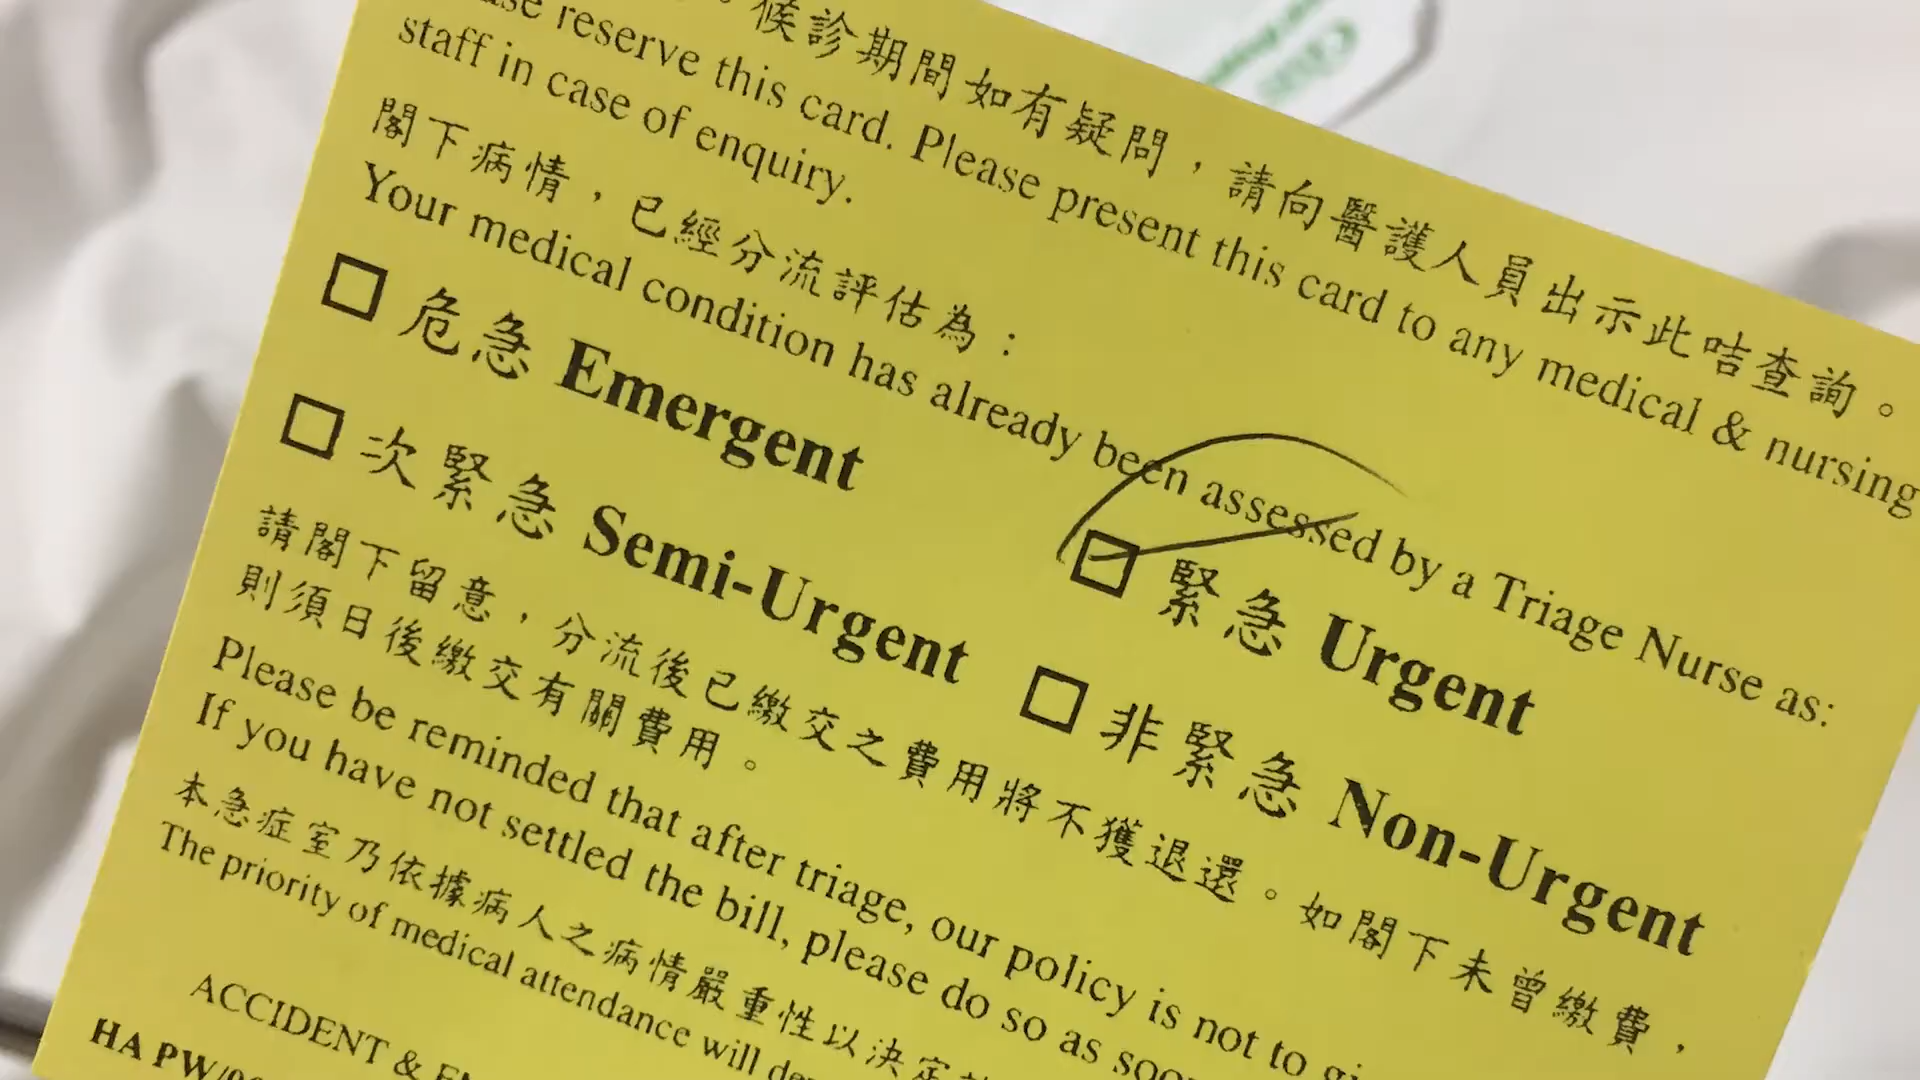 。候診期間如有疑問，請向醫護人員出示此咭查詢。
reserve this card. Please present this card to any medical & nursing
staff in case of enquiry.
閣下病情，已經分流評估為：
Your medical condition has already been assessed by a Triage Nurse as:
危急 Emergent 緊急 Urgent
次緊急 Semi-Urgent 非緊急 Non-Urgent
請閣下留意，分流後已繳交之費用將不獲退還。如閣下未曾繳費，
則須日後繳交有關費用。
Please be reminded that after triage, our policy is not to
If you have not settled the bill, please do so as
本急症室乃依據病人之病情嚴重性以決定
The priority of medical attendance will
ACCIDENT &
HA